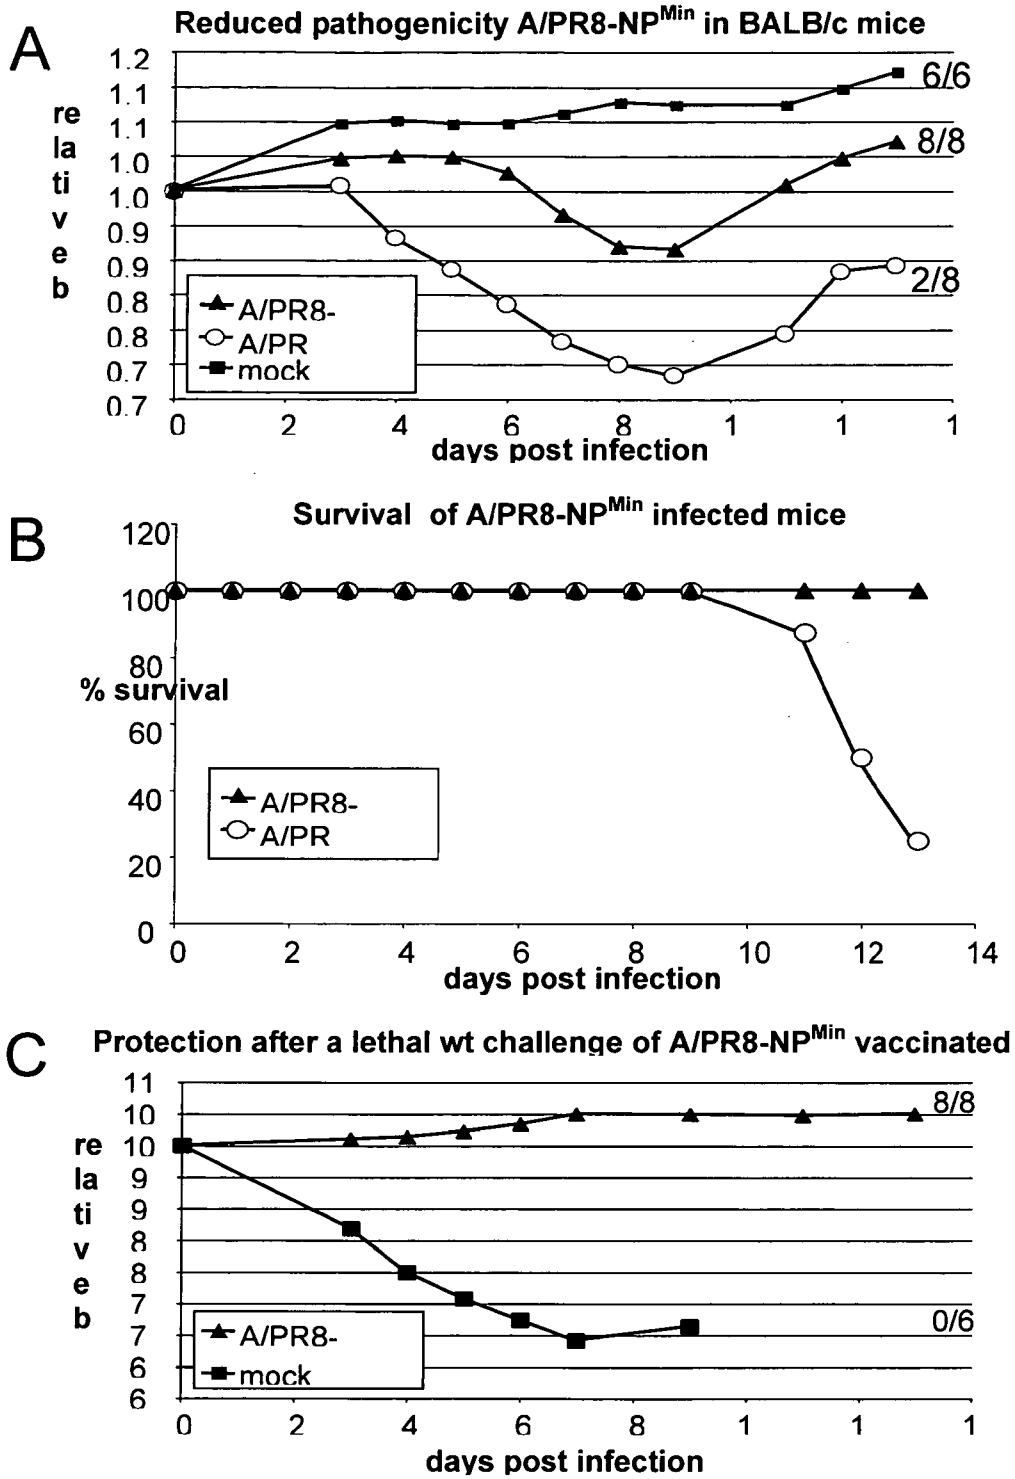 A
Reduced pathogenicity A/PR8-NPMin in BALB/c mice
1.2
1.1
1.1
1.0
1.0
0.9
0.9
0.8
0.8
0.7
0.7
re
la
ti
v
e
b
6/6
8/8
2/8
A/PR8-
A/PR
mock
0 2 4 6 8 1 1 1
days post infection
B
Survival of A/PR8-NPMin infected mice
120
100
80
60
40
20
0
% survival
A/PR8-
A/PR
0 2 4 6 8 10 12 14
days post infection
C
Protection after a lethal wt challenge of A/PR8-NPMin vaccinated
11
10
10
9
9
8
8
7
7
6
6
re
la
ti
v
e
b
8/8
0/6
A/PR8-
mock
0 2 4 6 8 1 1 1
days post infection